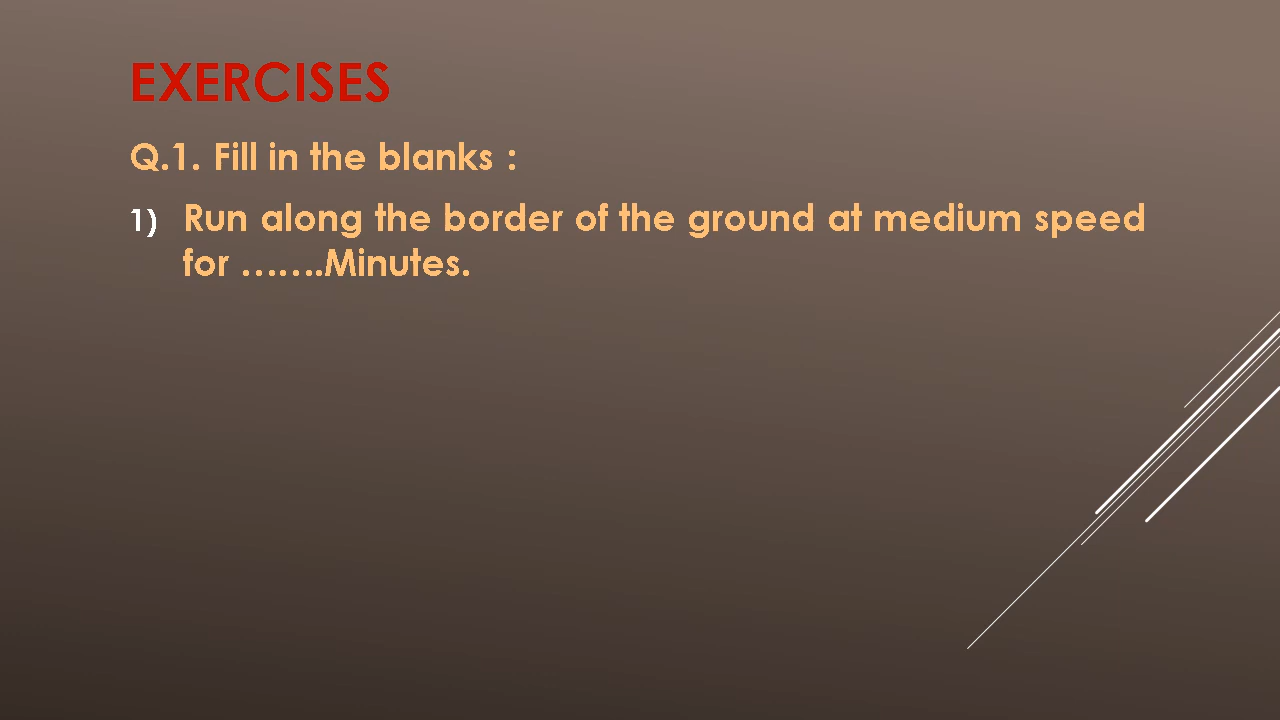 EXERCISES
Q.1. Fill in the blanks :
1) Run along the border of the ground at medium speed
for …….Minutes.